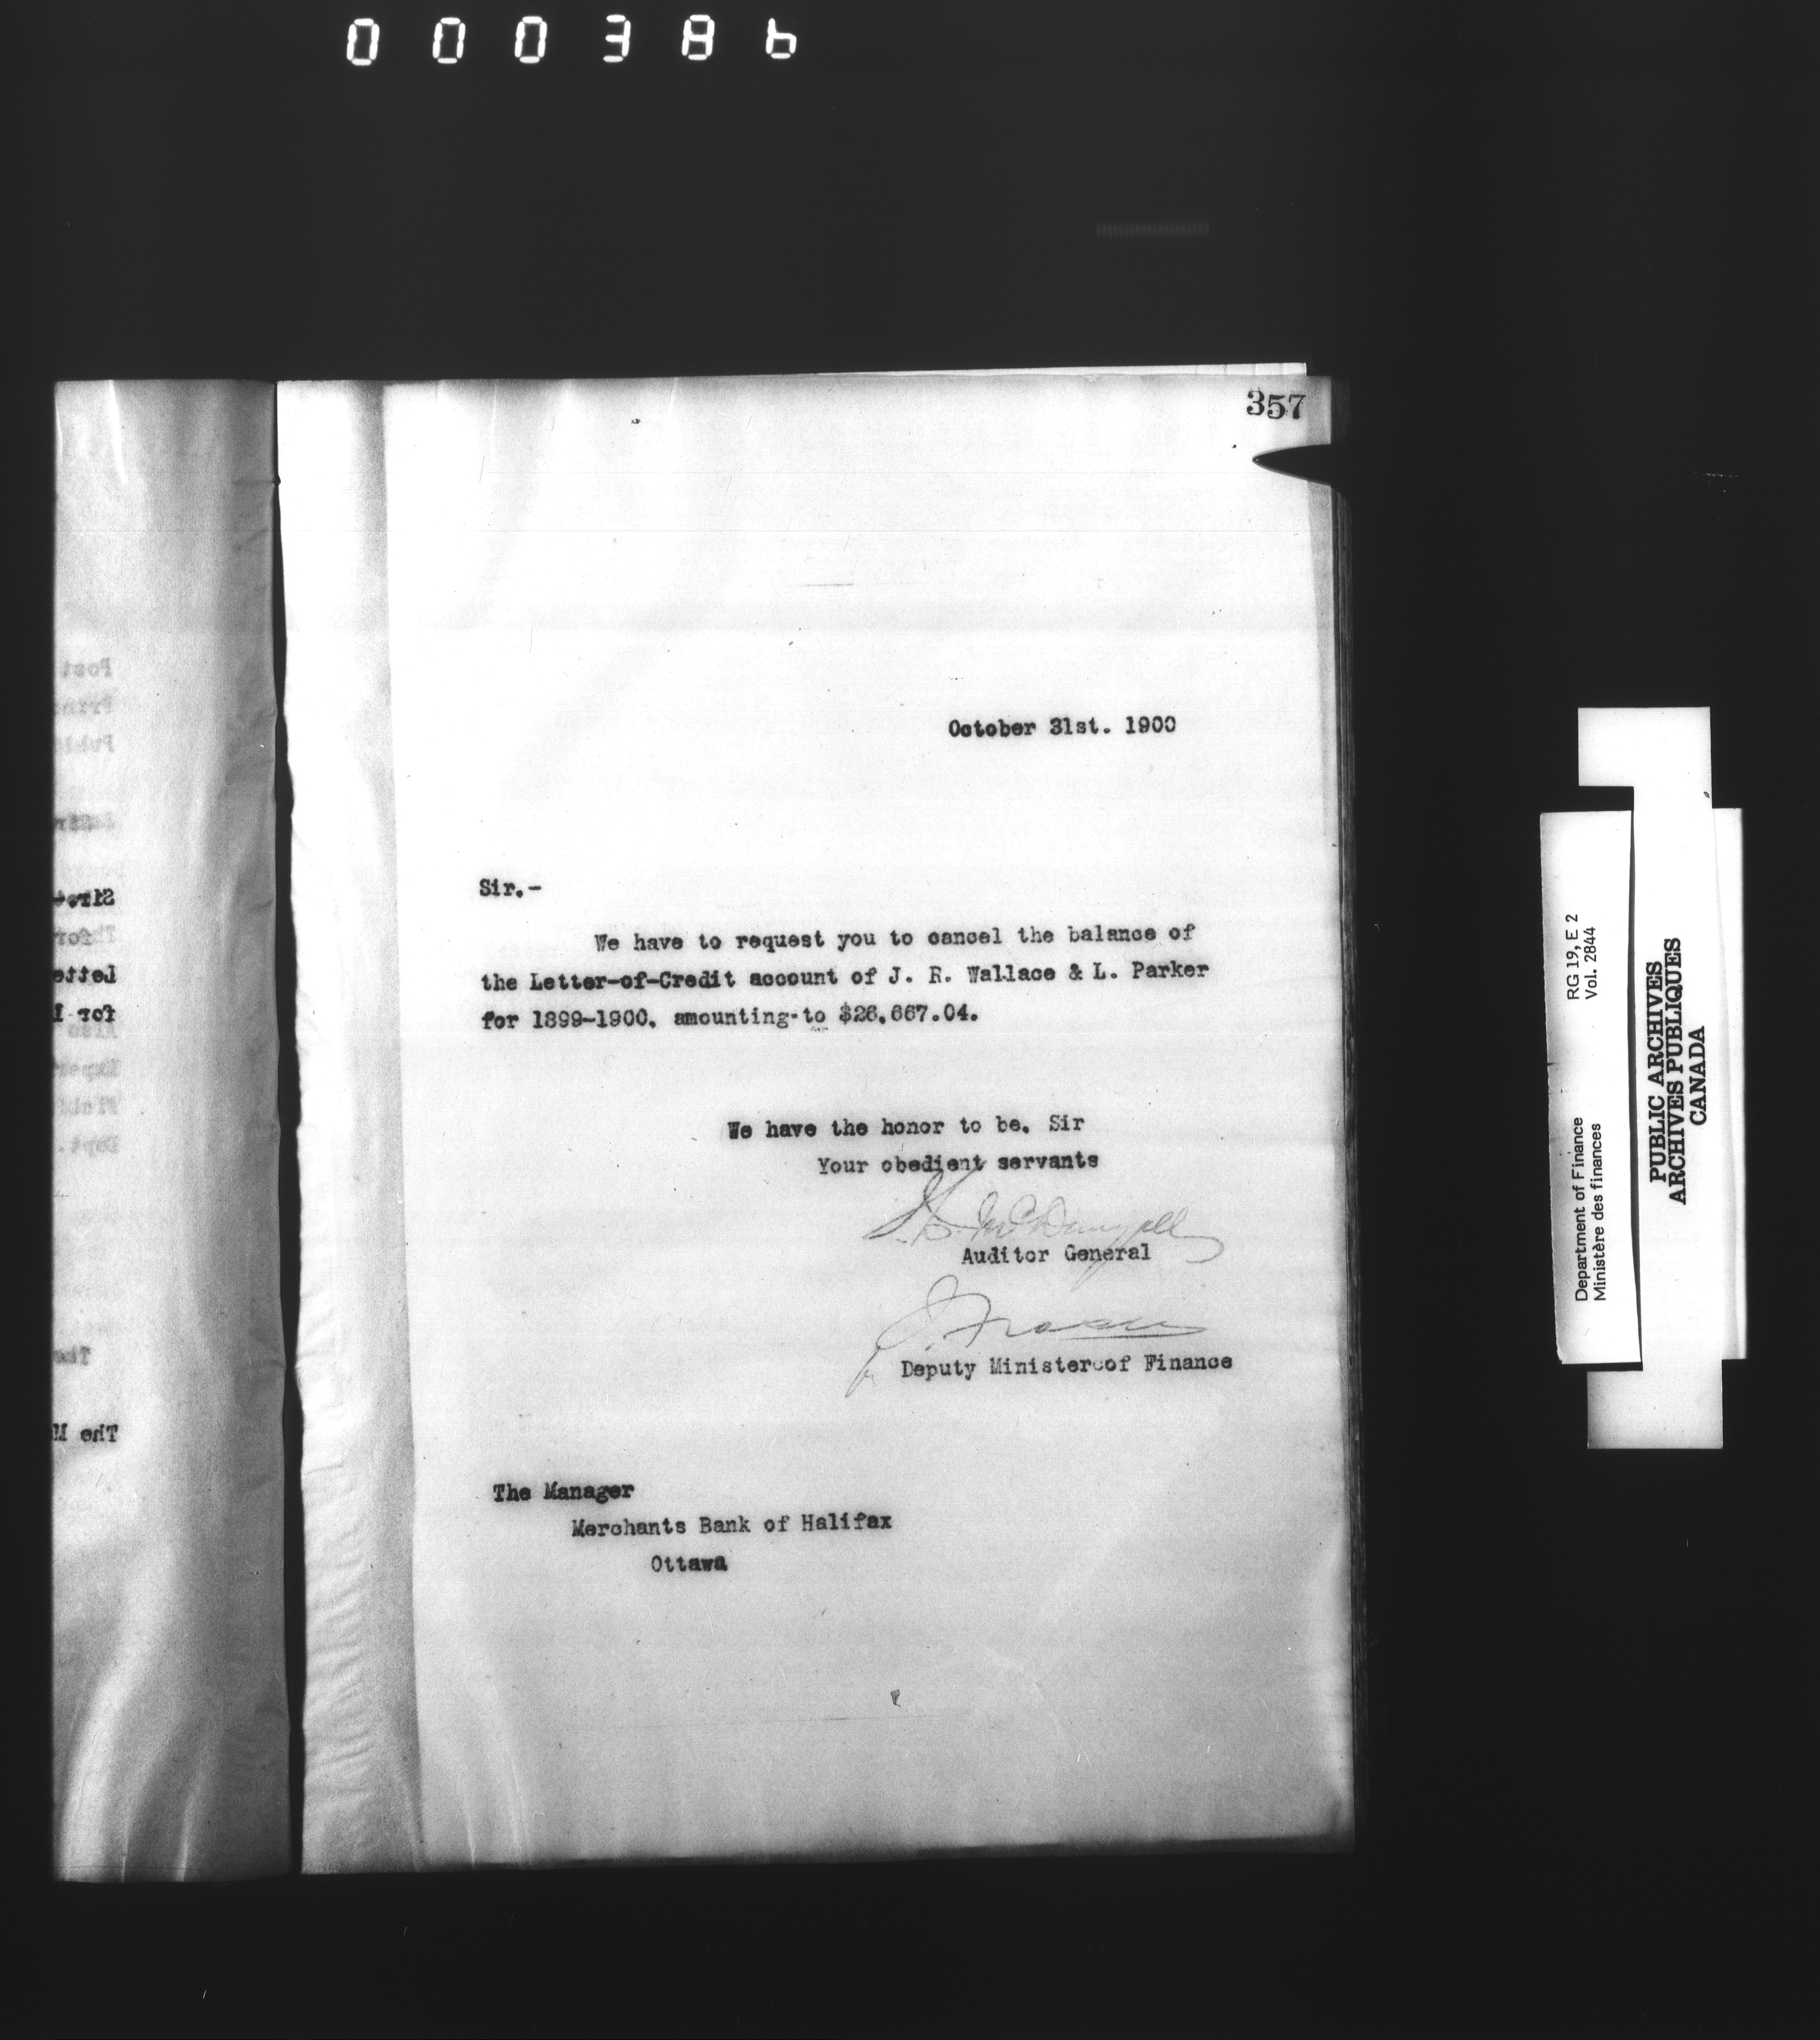 000386
357
October 31st. 1900
Sir.-
We have to request you to cancel the balance of
the Letter-of-Credit account of J. R. Wallace & L. Parker
for 1899-1900, amounting to $26,667.04.
We have the honor to be, Sir
Your obedient servants
Auditor General
Deputy Minister of Finance
The Manager
Merchants Bank of Halifax
Ottawa
RG 19, E 2
Vol. 2844
Department of Finance
Ministère des finances
PUBLIC ARCHIVES
ARCHIVES PUBLIQUES
CANADA